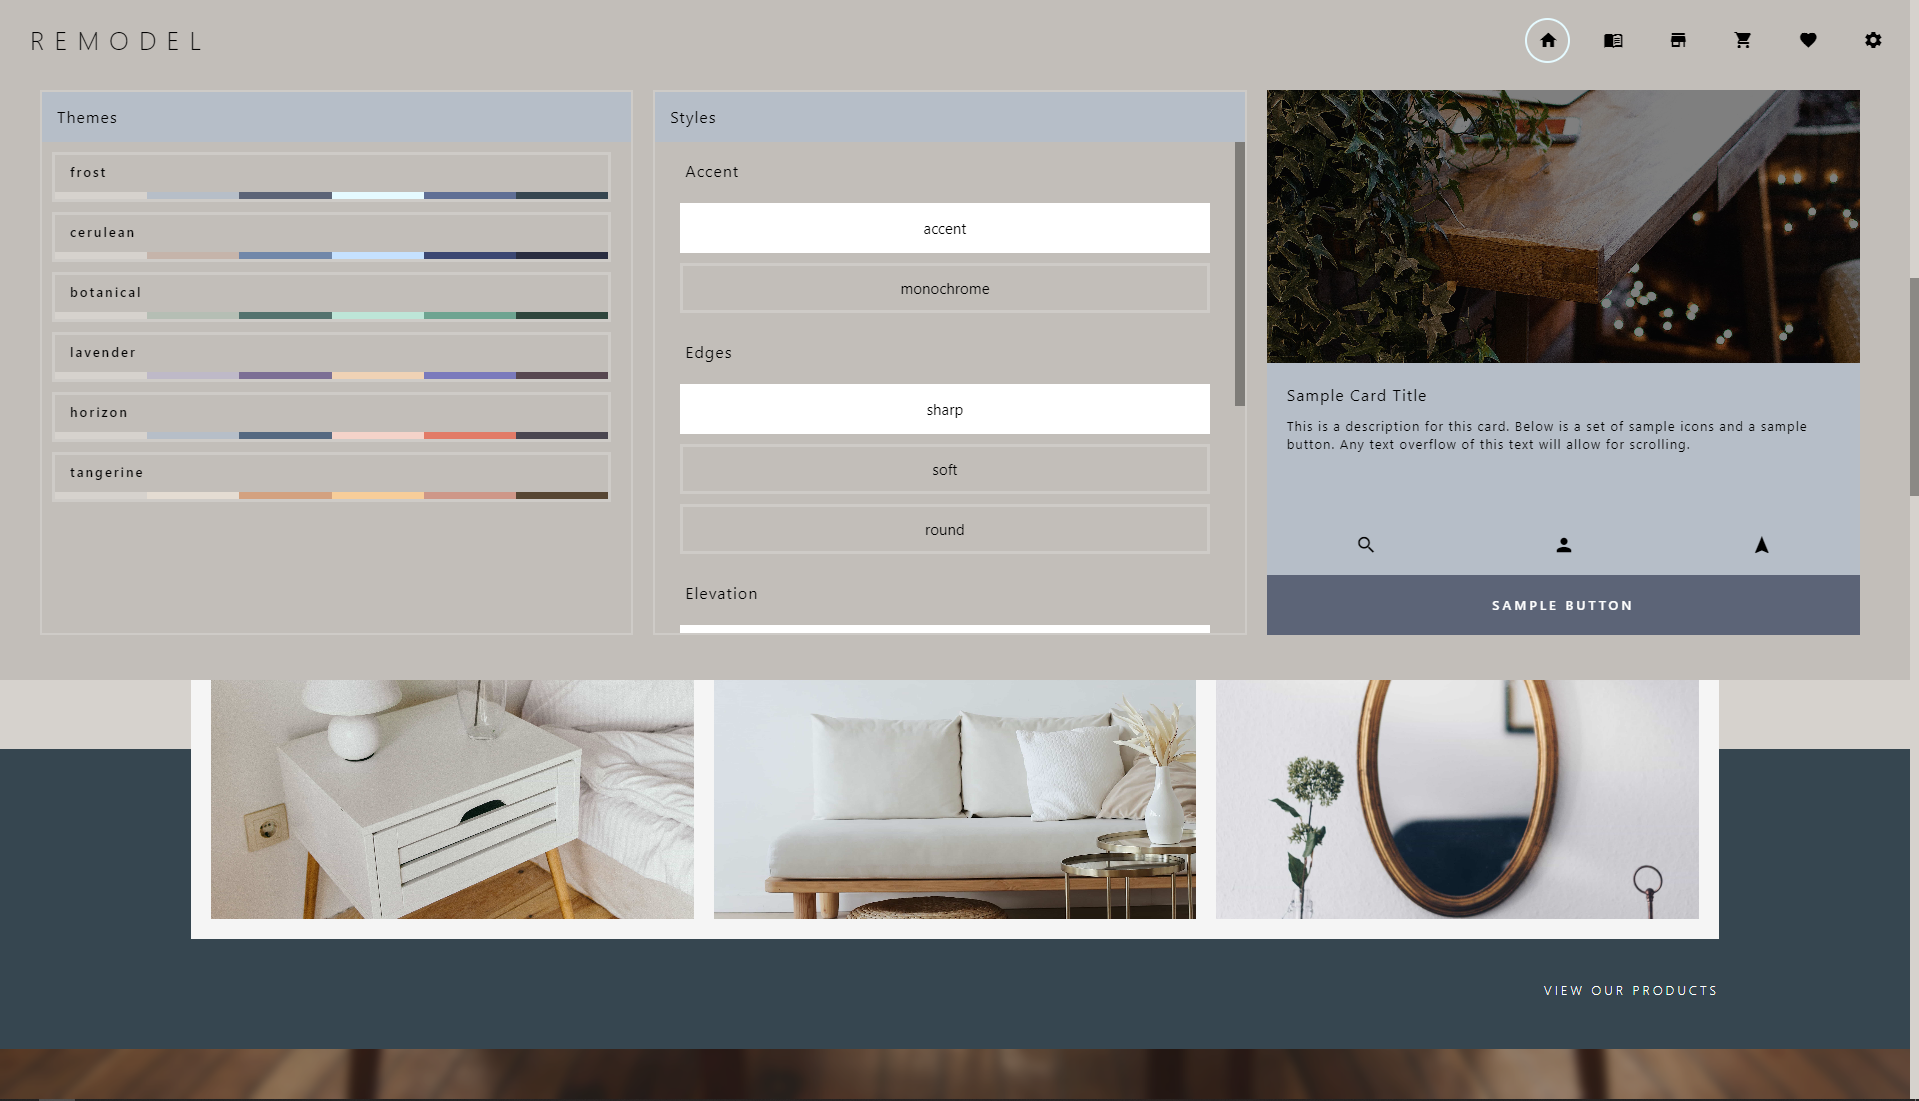 REMODEL
Themes
frost
cerulean
botanical
lavender
horizon
tangerine
Styles
Accent
accent
monochrome
Edges
sharp
soft
round
Elevation
Sample Card Title
This is a description for this card. Below is a set of sample icons and a sample
button. Any text overflow of this text will allow for scrolling.
SAMPLE BUTTON
VIEW OUR PRODUCTS